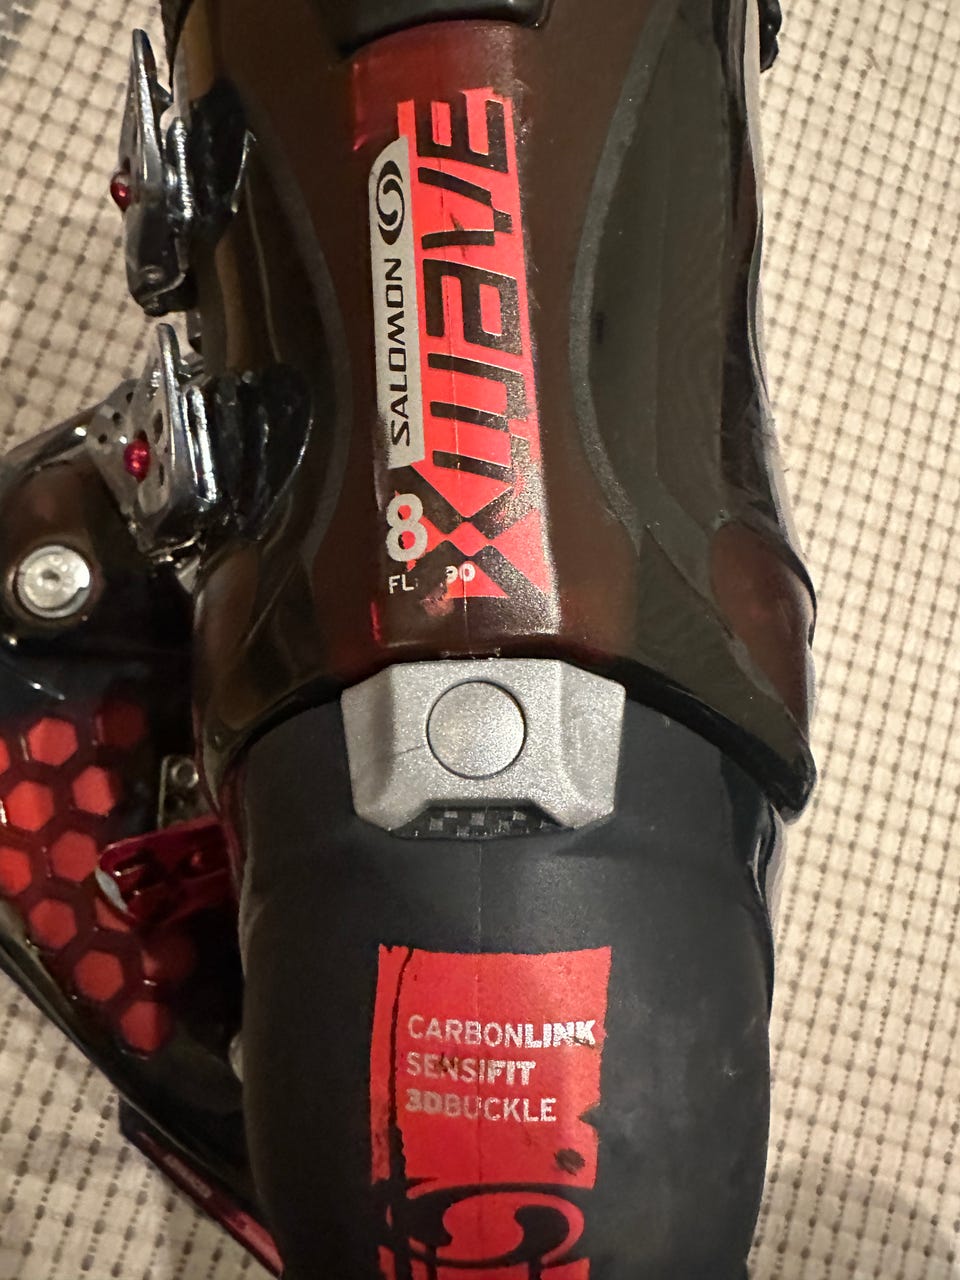 XWAVE
SALOMON
8
FL 90
CARBONLINK
SENSIFIT
3DBUCKLE